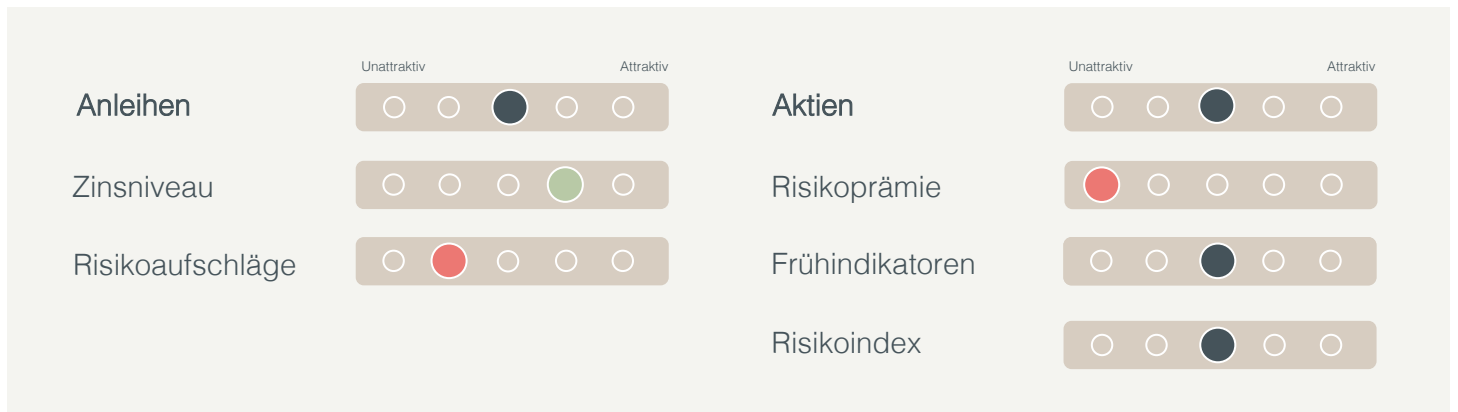 Unattraktiv Attraktiv
Anleihen
Zinsniveau
Risikoaufschläge
Unattraktiv Attraktiv
Aktien
Risikoprämie
Frühindikatoren
Risikoindex